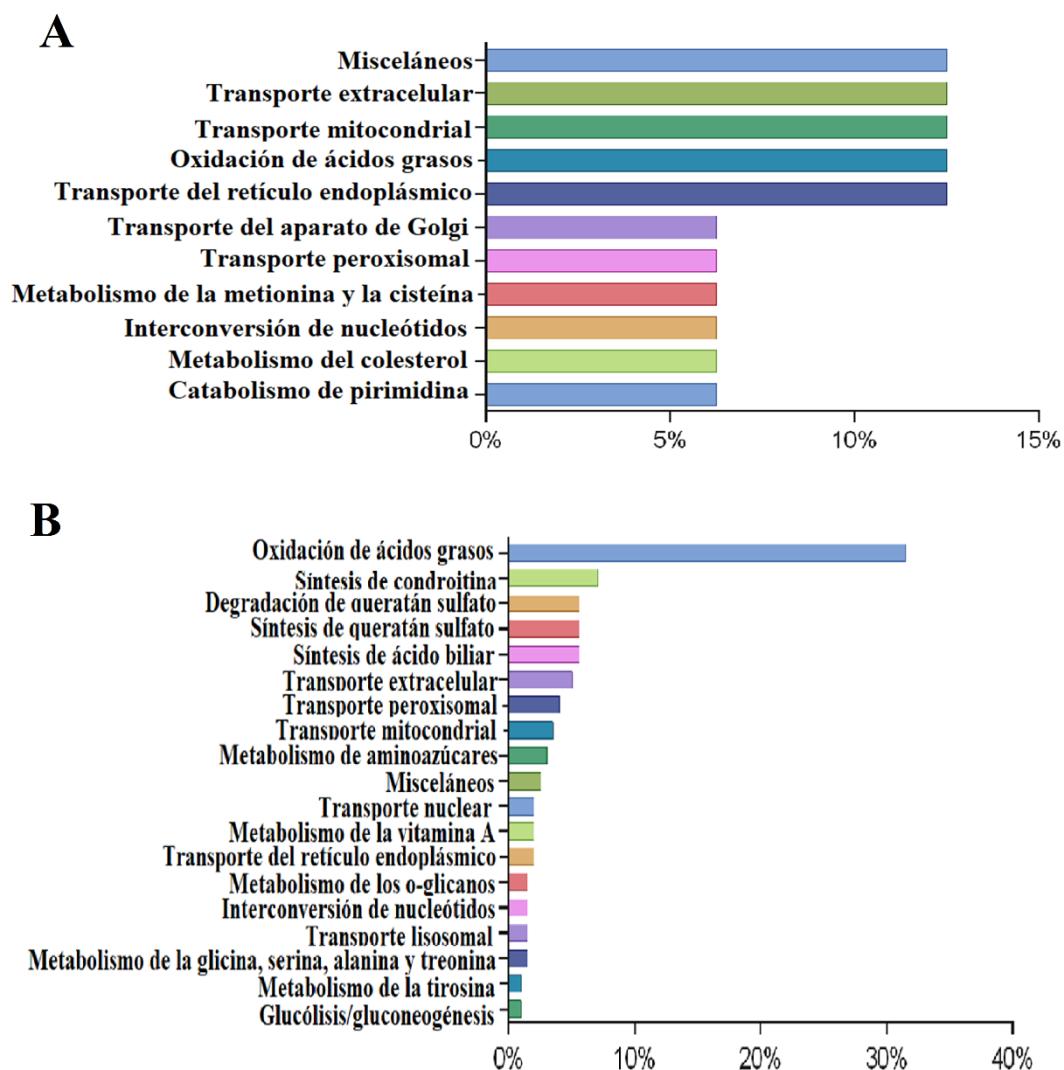 A
Misceláneos
Transporte extracelular
Transporte mitocondrial
Oxidación de ácidos grasos
Transporte del retículo endoplásmico
Transporte del aparato de Golgi
Transporte peroxisomal
Metabolismo de la metionina y la cisteína
Interconversión de nucleótidos
Metabolismo del colesterol
Catabolismo de pirimidina
0% 5% 10% 15%
B
Oxidación de ácidos grasos
Síntesis de condroitina
Degradación de queratán sulfato
Síntesis de queratán sulfato
Síntesis de ácido biliar
Transporte extracelular
Transporte peroxisomal
Transporte mitocondrial
Metabolismo de aminoazúcares
Misceláneos
Transporte nuclear
Metabolismo de la vitamina A
Transporte del retículo endoplásmico
Metabolismo de los o-glicanos
Interconversión de nucleótidos
Transporte lisosomal
Metabolismo de la glicina, serina, alanina y treonina
Metabolismo de la tirosina
Glucólisis/gluconeogénesis
0% 10% 20% 30% 40%